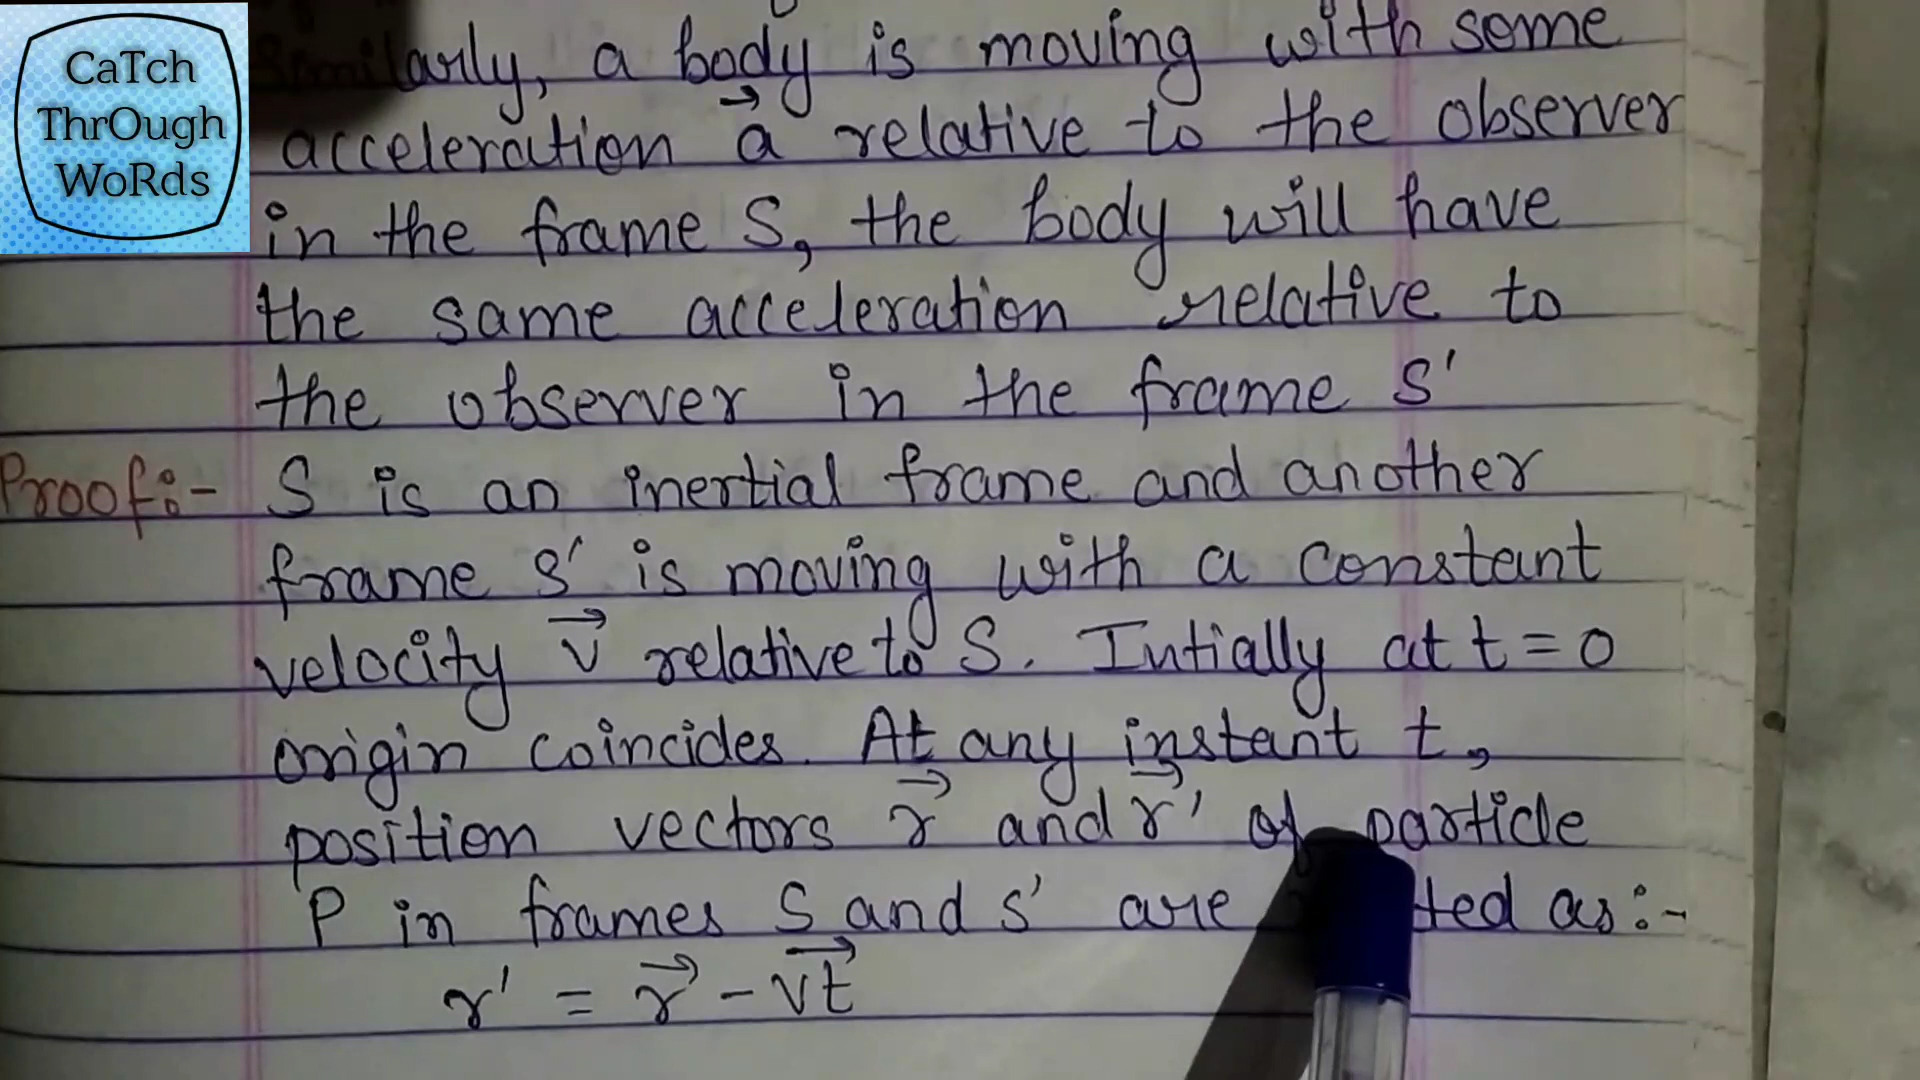 CaTch
ThrOugh
WoRds
Similarly, a body is moving with some
acceleration a⃗ relative to the observer
in the frame S, the body will have
the same acceleration relative to
the observer in the frame S'
Proof:- S is an inertial frame and another
frame S' is moving with a constant
velocity v⃗ relative to S. Intially at t = 0
origin coincides. At any instant t,
position vectors r⃗ and r⃗' of particle
P in frames S and S' are as:-
r' = r⃗ - v⃗t